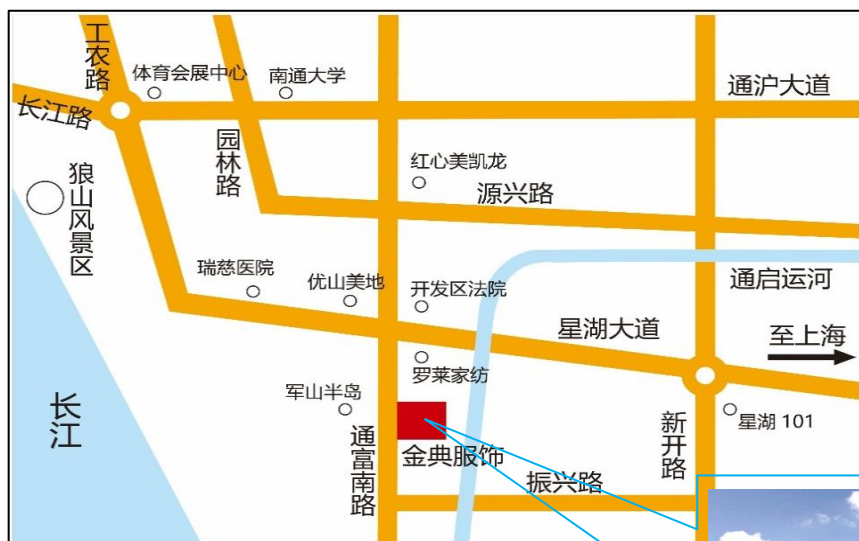 工农路
体育会展中心
南通大学
通沪大道
长江路
园林路
红心美凯龙
源兴路
狼山风景区
瑞慈医院
优山美地
开发区法院
通启运河
星湖大道
至上海
罗莱家纺
军山半岛
长江
星湖 101
新开路
通富南路
金典服饰
振兴路